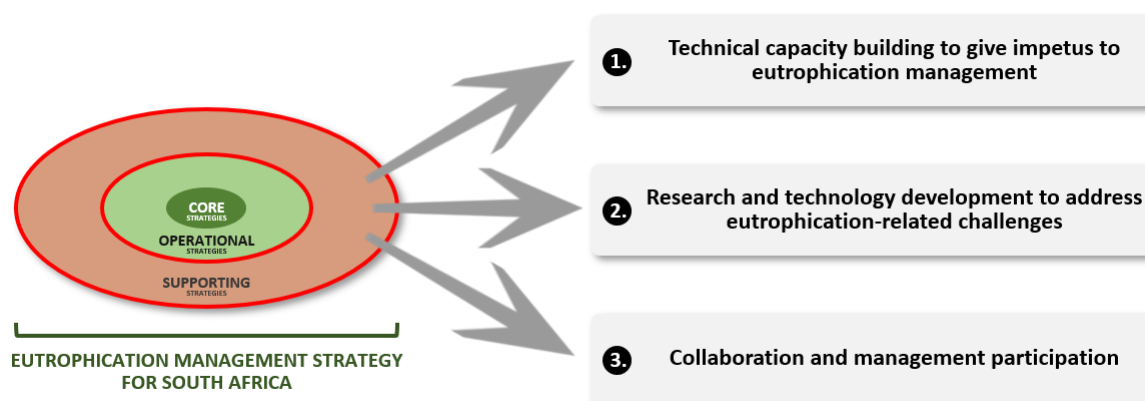 CORE
STRATEGIES
OPERATIONAL
STRATEGIES
SUPPORTING
STRATEGIES
EUTROPHICATION MANAGEMENT STRATEGY
FOR SOUTH AFRICA
1. Technical capacity building to give impetus to
eutrophication management
2. Research and technology development to address
eutrophication-related challenges
3. Collaboration and management participation